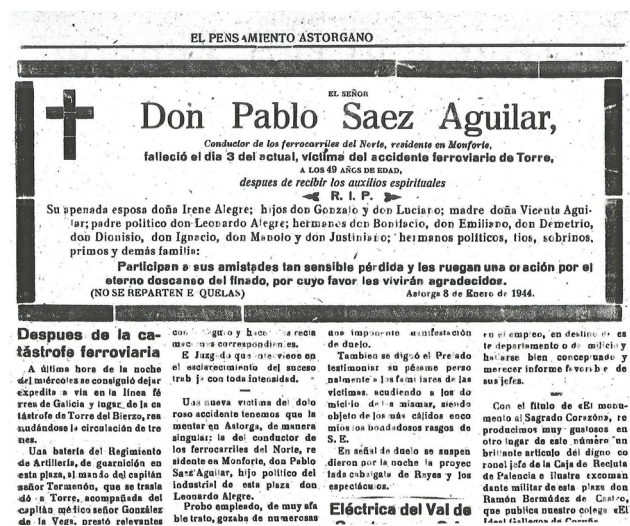 EL PENSAMIENTO ASTORGANO
EL SEÑOR
Don Pablo Saez Aguilar,
Conductor de los ferrocarriles del Norte, residente en Monforte,
falleció el dia 3 del actual, víctima del accidente ferroviario de Torre,
A LOS 49 AÑOS DE EDAD,
despues de recibir los auxilios espirituales
R. I. P.
Su apenada esposa doña Irene Alegre; hijos don Gonzalo y don Luciano; madre doña Vicenta Agui-
lar; padre politico don Leonardo Alegre; hermanos don Bonifacio, don Emiliano, don Demetrio,
don Dionisio, don Ignacio, don Manolo y don Justiniano; hermanos politicos, tios, sobrinos,
primos y demás familia:
Participan a sus amistades tan sensible pérdida y les ruegan una oración por el
eterno descanso del finado, por cuyo favor les vivirán agradecidos.
(NO SE REPARTEN E QUELAS)
Astorga 8 de Enero de 1944.
Despues de la ca-
tástrofe ferroviaria
A última hora de la noche
del miércoles se consiguió dejar
expedita a via en la linea fé
rrea de Galicia y lugar de la ca
tástrofe de Torre del Bierzo, rea
nudándose la circulación de tre
nes.
Una batería del Regimiento
de Artillería, de guarnición en
esta plaza, al mando del capitán
señor Tormenón, que se trasla
dó a Torre, acompañada del
capitán médico señor González
de la Vega, prestó relevantes
con
y hace
recia
correspondien es.
E Juzgado que interviene en
el esclarecimiento del suceso
trab ja con toda intensidad.
Una nueva victima del dolo
roso accidente tenemos que la
mentar en Astorga, de manera
singular: la del conductor de
los ferrocarriles del Norte, re
sidente en Monforte, don Pablo
Saez Aguilar, hijo politico del
industrial de esta plaza don
Leonardo Alegre.
Probo empleado, de muy afa
ble trato, gozaba de numerosas
una imponente manifestación
de duelo.
Tambien se dignó el Prelado
testimoniar su pésame perso
nalmente a los familiares de las
victimas, acudiendo a los do
micilio de la mismas, siendo
objeto de los más cálidos enco
mios los bondadosos rasgos de
S. E.
En señal de duelo se suspen
dieron por la noche la proyec
tada cabalgata de Reyes y los
espectáculos.
Eléctrica del Val de
en el empleo, en destino
te departamento o de milicia y
hallarse bien conceptuado y
merecer informe favorable de
sus jefes.
Con el título de «El monu-
mento al Sagrado Corazón», re
producimos muy gustosos en
otro lugar de este número un
brillante artículo del digno co
ronel jefe de la Caja de Recluta
de Palencia e ilustre excoman
dante militar de esta plaza don
Ramón Bermúdez de Castro,
que publica nuestro colega «El
Ideal Gallego de